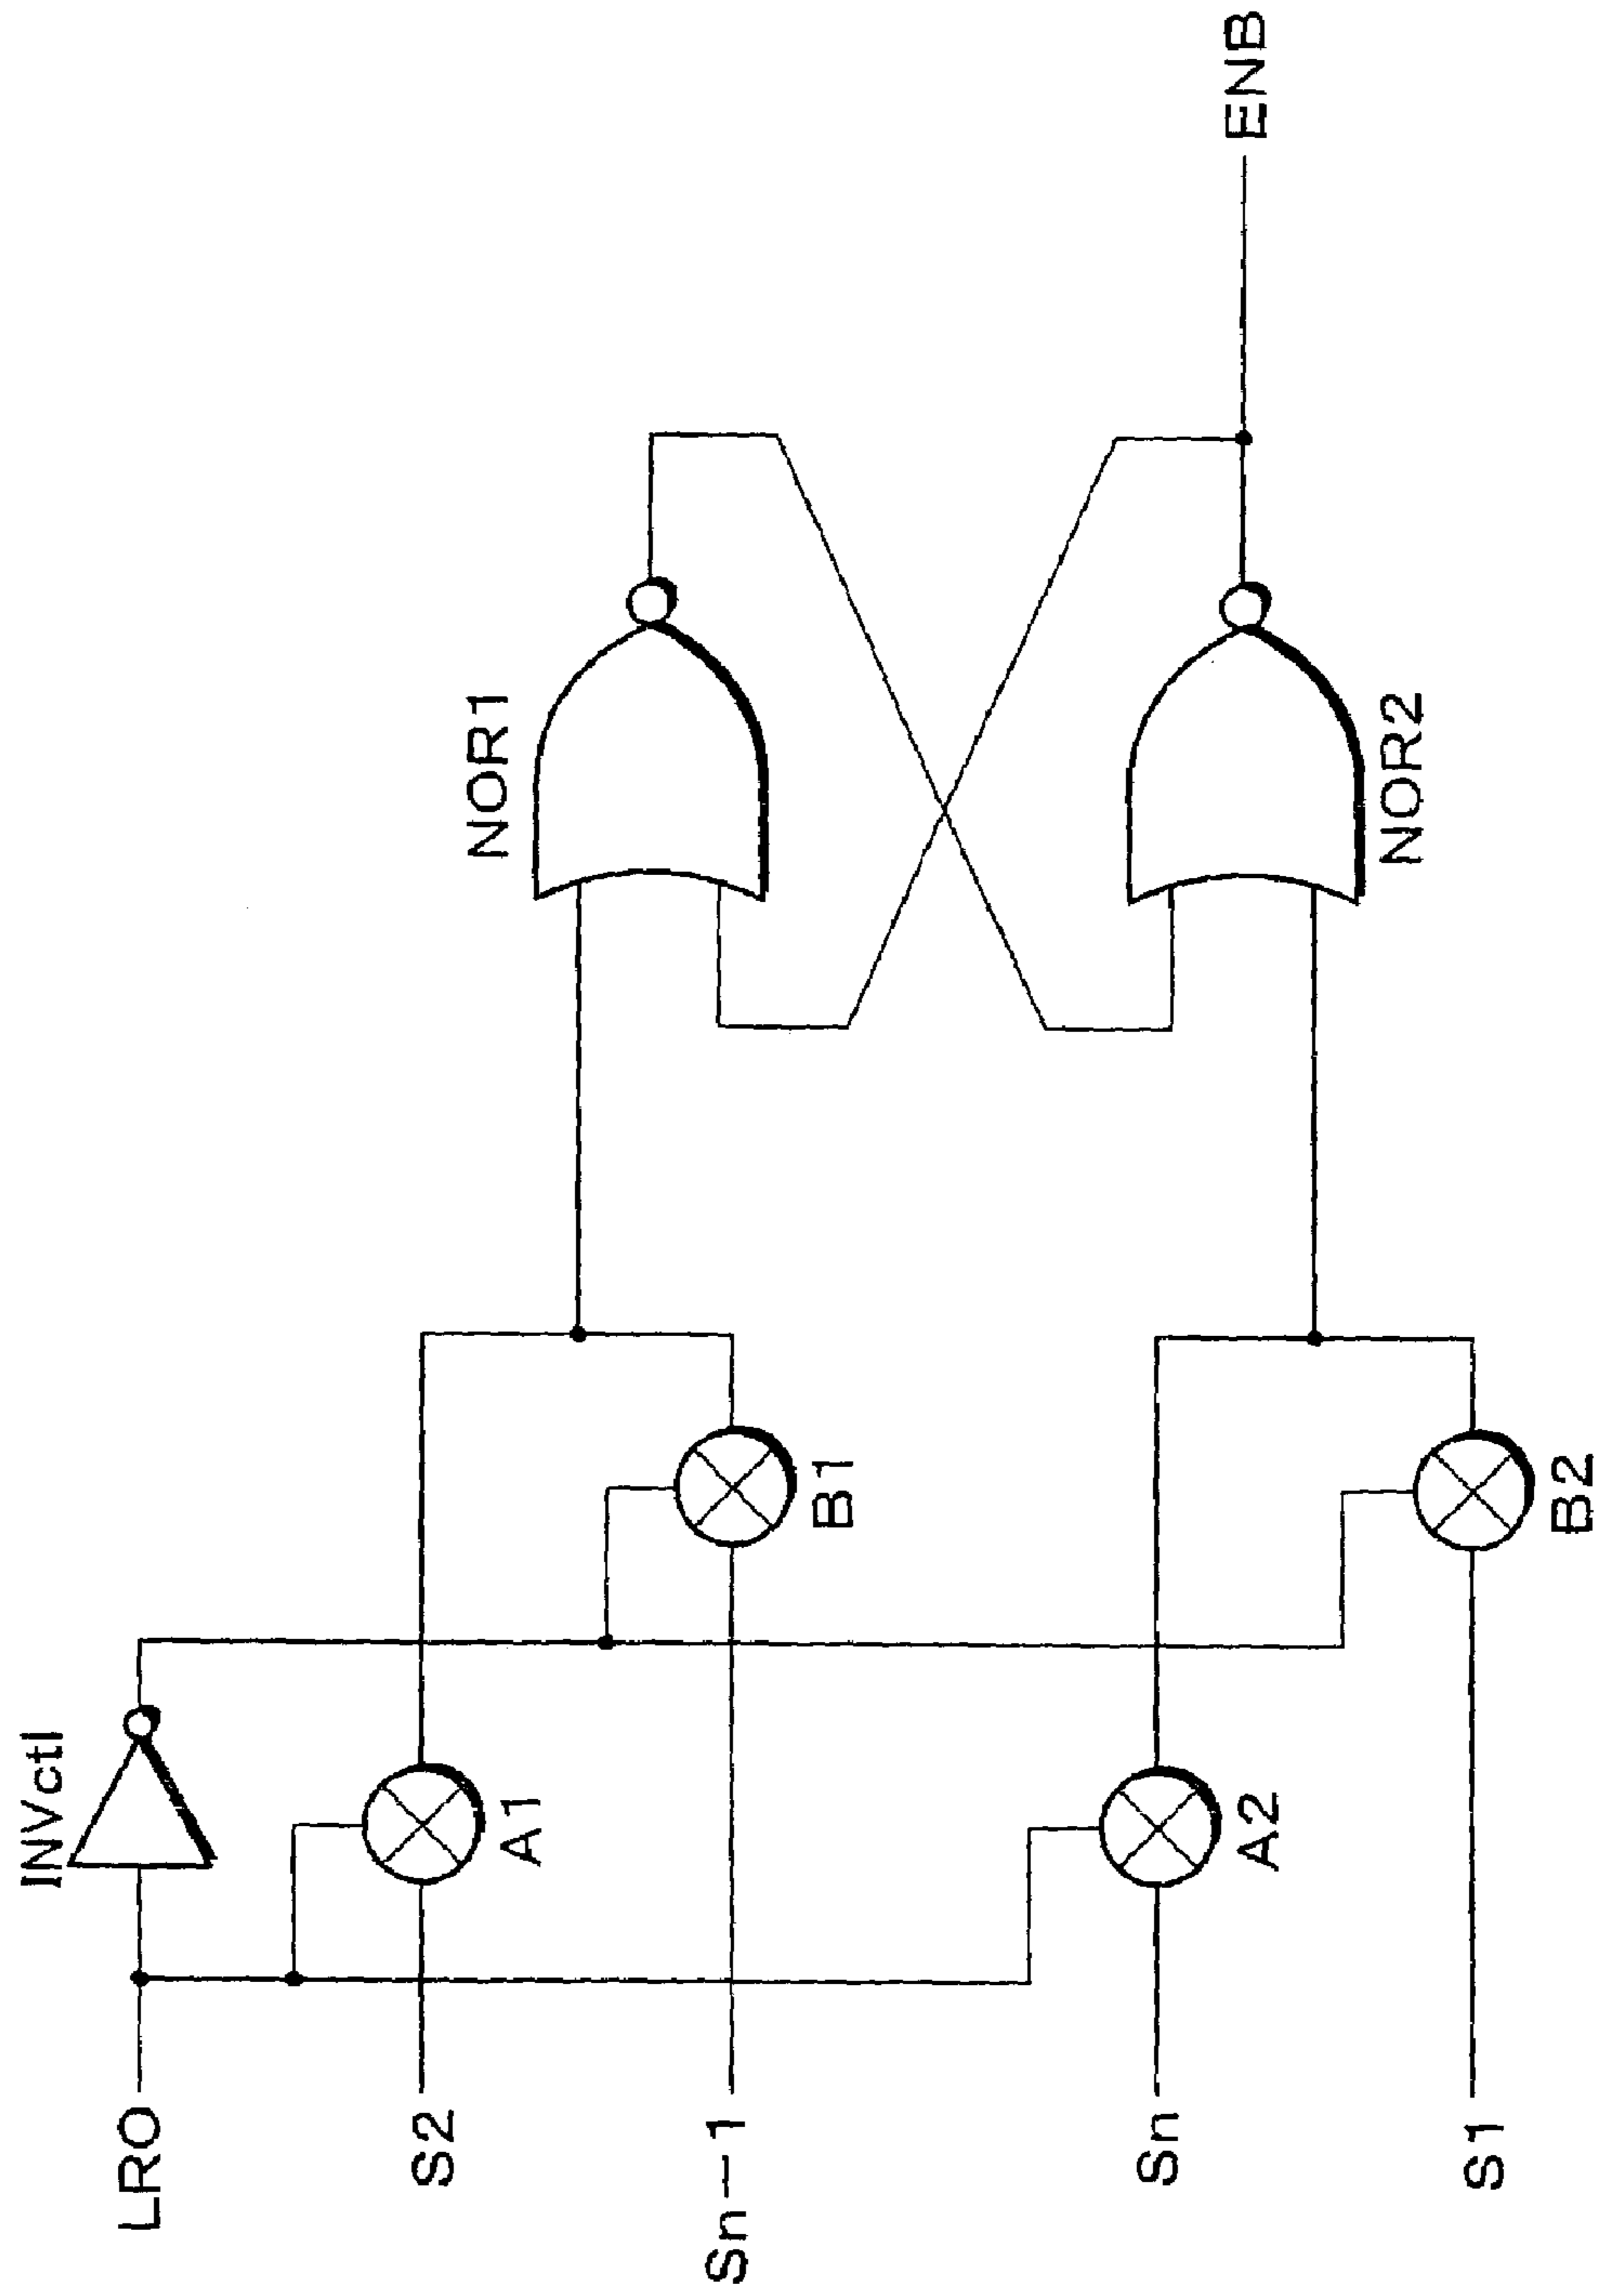 LRO
INVctl
S2
A1
Sn-1
B1
NOR1
Sn
A2
S1
B2
NOR2
ENB